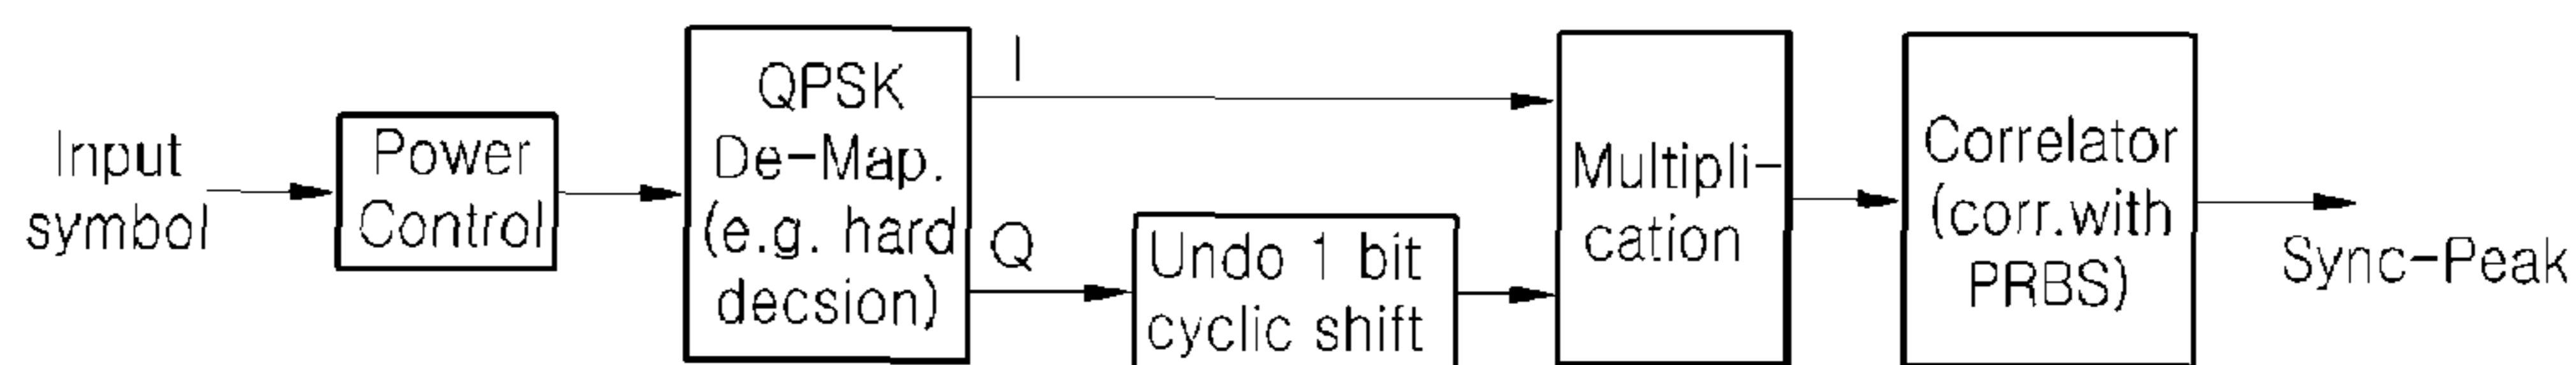 Input
symbol
Power
Control
QPSK
De-Map.
(e.g. hard
decsion)
I
Q
Undo 1 bit
cyclic shift
Multipli-
cation
Correlator
(corr.with
PRBS)
Sync-Peak